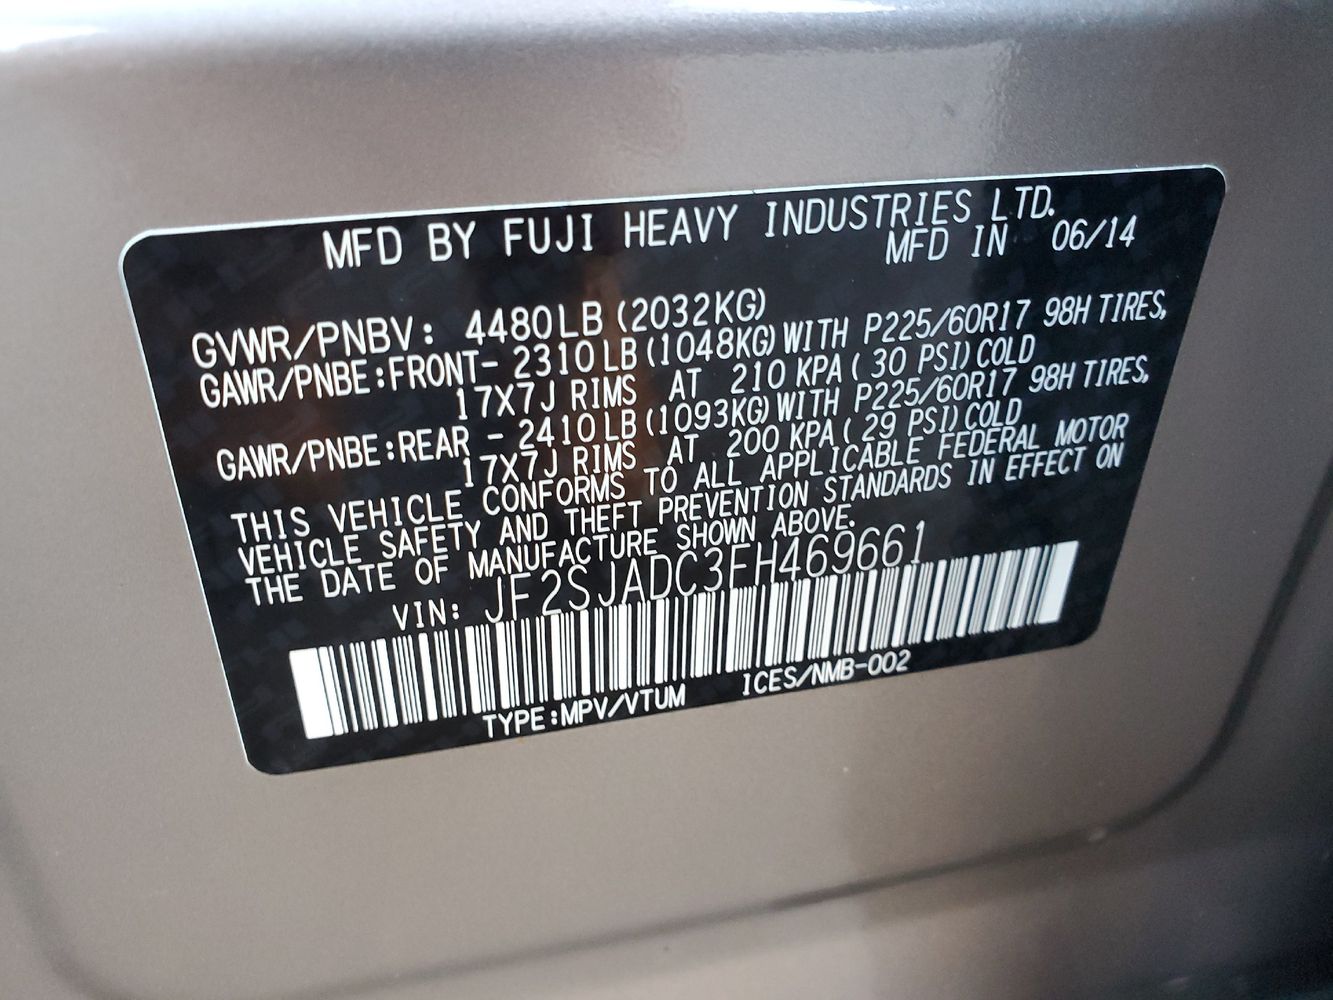 MFD BY FUJI HEAVY INDUSTRIES LTD.
MFD IN 06/14
GVWR/PNBV: 4480LB (2032KG)
GAWR/PNBE:FRONT- 2310LB(1048KG)WITH P225/60R17 98H TIRES,
17X7J RIMS AT 210 KPA( 30 PSI)COLD
GAWR/PNBE:REAR - 2410LB(1093KG)WITH P225/60R17 98H TIRES,
17X7J RIMS AT 200 KPA( 29 PSI)COLD
THIS VEHICLE CONFORMS TO ALL APPLICABLE FEDERAL MOTOR
VEHICLE SAFETY AND THEFT PREVENTION STANDARDS IN EFFECT ON
THE DATE OF MANUFACTURE SHOWN ABOVE.
VIN: JF2SJADC3FH469661
TYPE:MPV/VTUM ICES/NMB-002